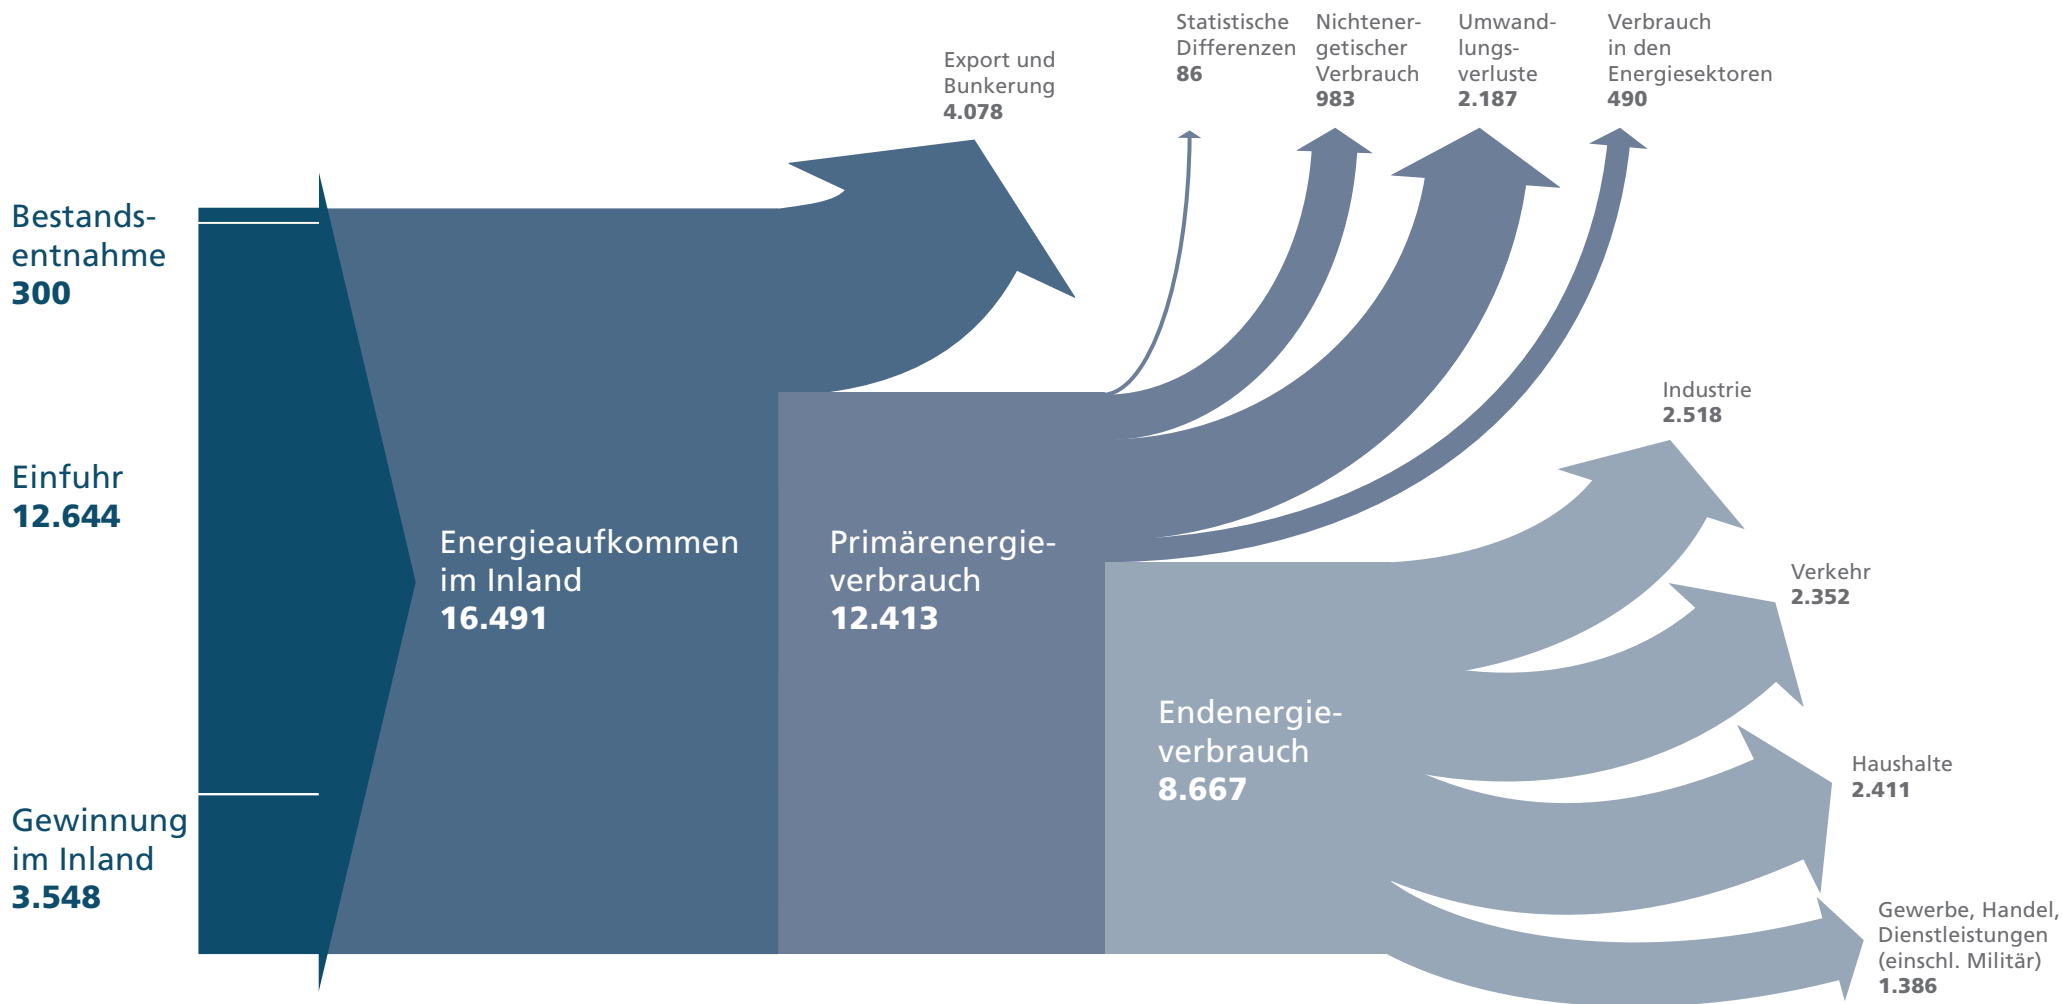 Bestands-
entnahme
300
Einfuhr
12.644
Gewinnung
im Inland
3.548
Energieaufkommen
im Inland
16.491
Export und
Bunkerung
4.078
Primärenergie-
verbrauch
12.413
Statistische
Differenzen
86
Nichtener-
getischer
Verbrauch
983
Umwand-
lungs-
verluste
2.187
Verbrauch
in den
Energiesektoren
490
Endenergie-
verbrauch
8.667
Industrie
2.518
Verkehr
2.352
Haushalte
2.411
Gewerbe, Handel,
Dienstleistungen
(einschl. Militär)
1.386